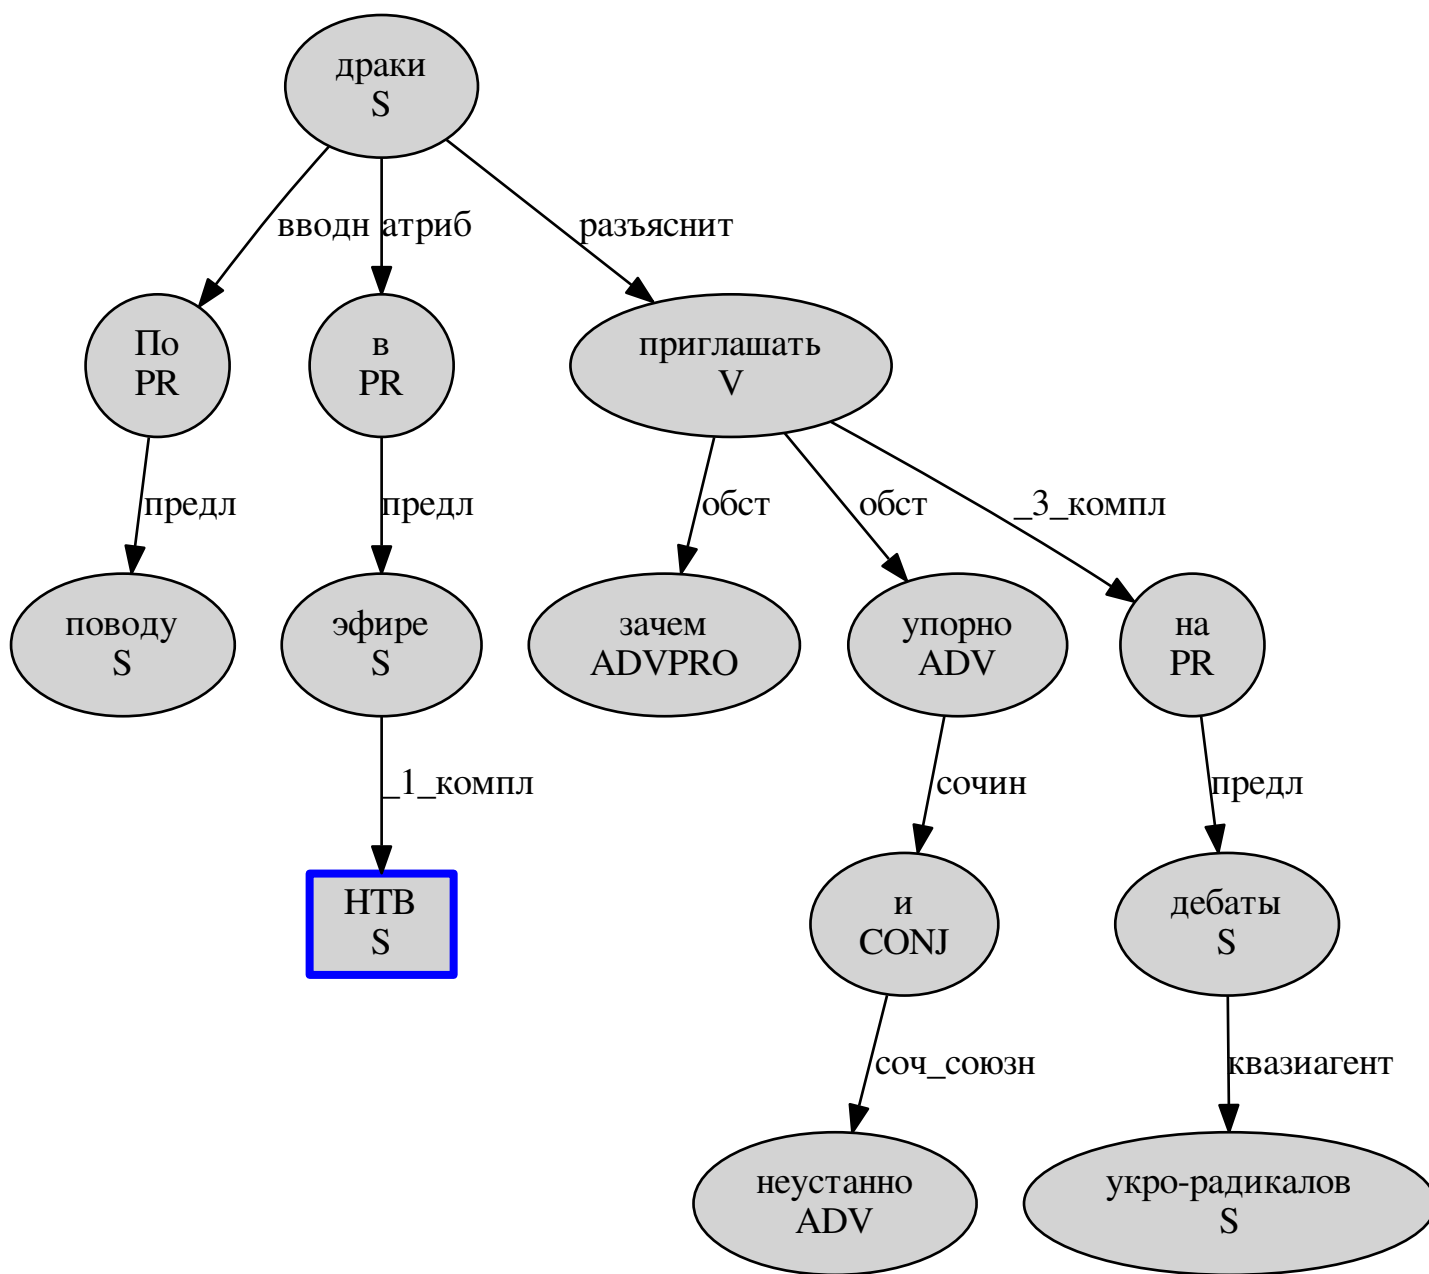 драки
S
вводн атриб разъяснит
По
PR
в
PR
приглашать
V
предл предл обст обст _3_компл
поводу
S
эфире
S
зачем
ADVPRO
упорно
ADV
на
PR
_1_компл сочин предл
НТВ
S
и
CONJ
дебаты
S
соч_союзн квазиагент
неустанно
ADV
укро-радикалов
S